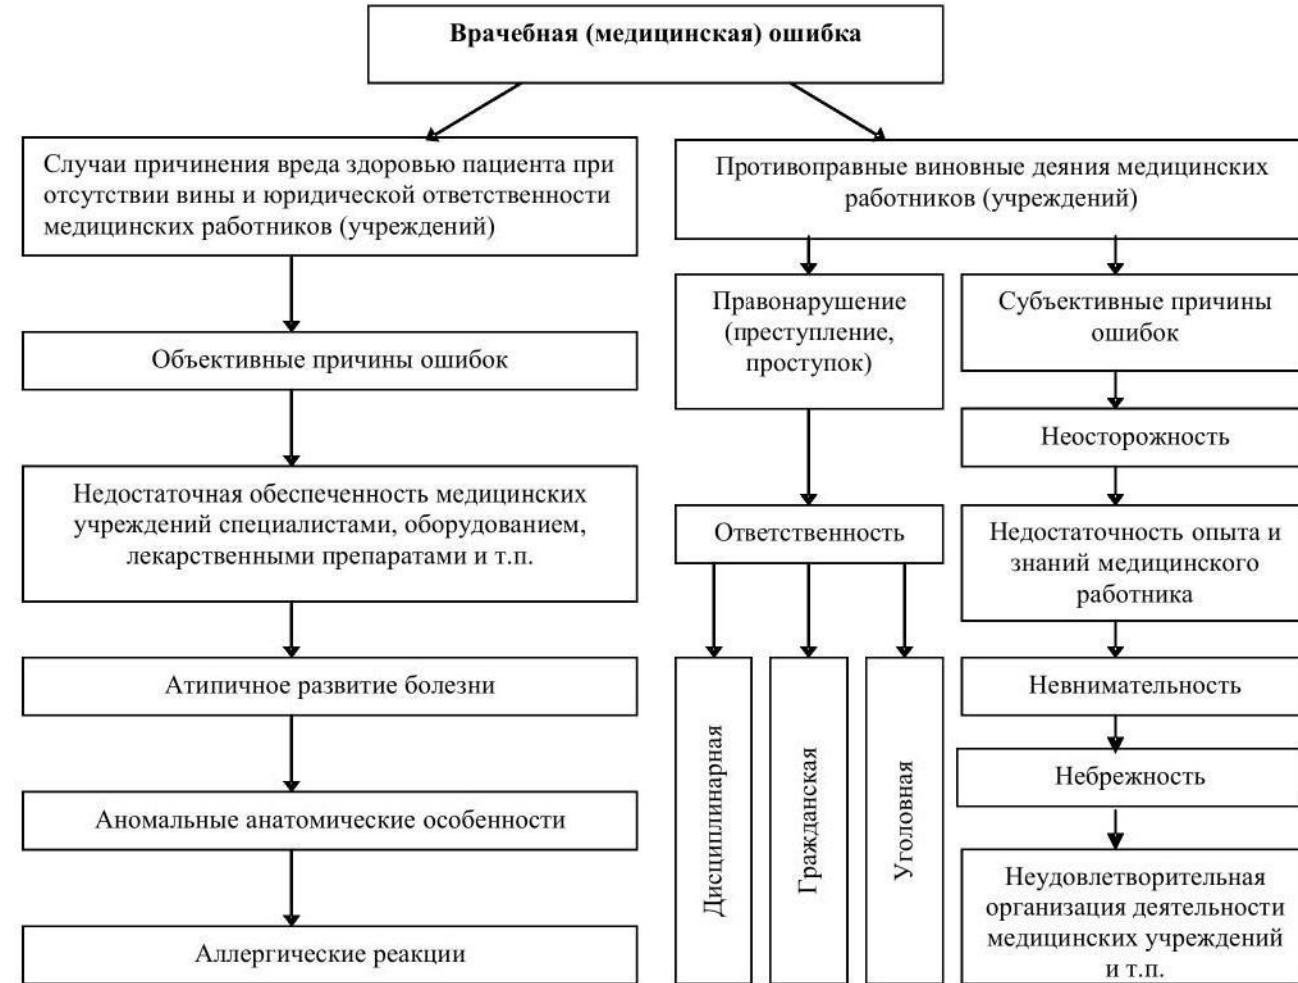 Врачебная (медицинская) ошибка
Случаи причинения вреда здоровью пациента при
отсутствии вины и юридической ответственности
медицинских работников (учреждений)
Объективные причины ошибок
Недостаточная обеспеченность медицинских
учреждений специалистами, оборудованием,
лекарственными препаратами и т.п.
Атипичное развитие болезни
Аномальные анатомические особенности
Аллергические реакции
Противоправные виновные деяния медицинских
работников (учреждений)
Правонарушение
(преступление,
проступок)
Ответственность
Дисциплинарная
Гражданская
Уголовная
Субъективные причины
ошибок
Неосторожность
Недостаточность опыта и
знаний медицинского
работника
Невнимательность
Небрежность
Неудовлетворительная
организация деятельности
медицинских учреждений
и т.п.